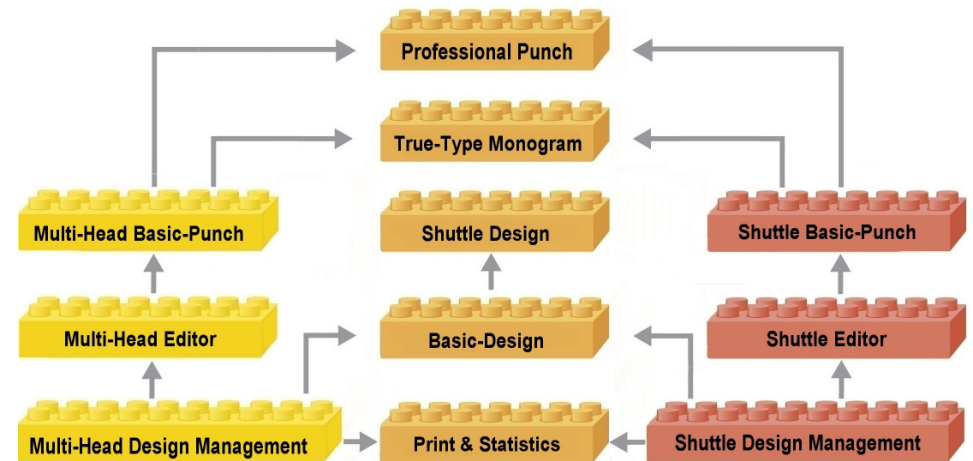 Professional Punch
True-Type Monogram
Multi-Head Basic-Punch
Shuttle Design
Shuttle Basic-Punch
Multi-Head Editor
Basic-Design
Shuttle Editor
Multi-Head Design Management
Print & Statistics
Shuttle Design Management